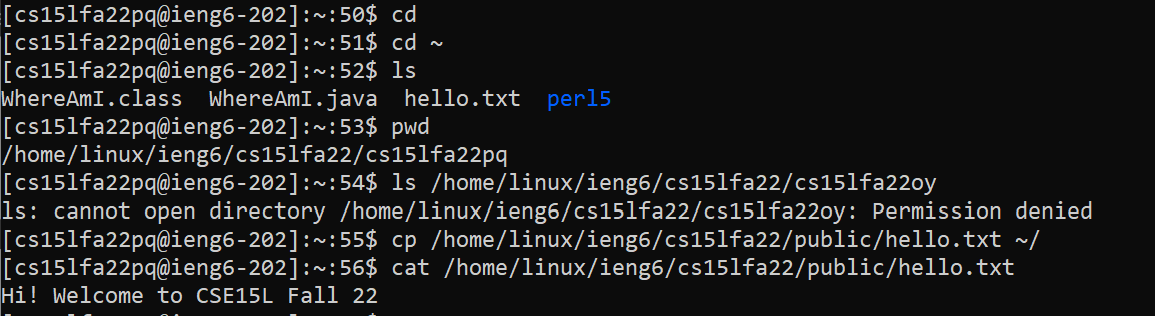 [cs15lfa22pq@ieng6-202]:~:50$ cd
[cs15lfa22pq@ieng6-202]:~:51$ cd ~
[cs15lfa22pq@ieng6-202]:~:52$ ls
WhereAmI.class  WhereAmI.java  hello.txt  perl5
[cs15lfa22pq@ieng6-202]:~:53$ pwd
/home/linux/ieng6/cs15lfa22/cs15lfa22pq
[cs15lfa22pq@ieng6-202]:~:54$ ls /home/linux/ieng6/cs15lfa22/cs15lfa22oy
ls: cannot open directory /home/linux/ieng6/cs15lfa22/cs15lfa22oy: Permission denied
[cs15lfa22pq@ieng6-202]:~:55$ cp /home/linux/ieng6/cs15lfa22/public/hello.txt ~/
[cs15lfa22pq@ieng6-202]:~:56$ cat /home/linux/ieng6/cs15lfa22/public/hello.txt
Hi! Welcome to CSE15L Fall 22